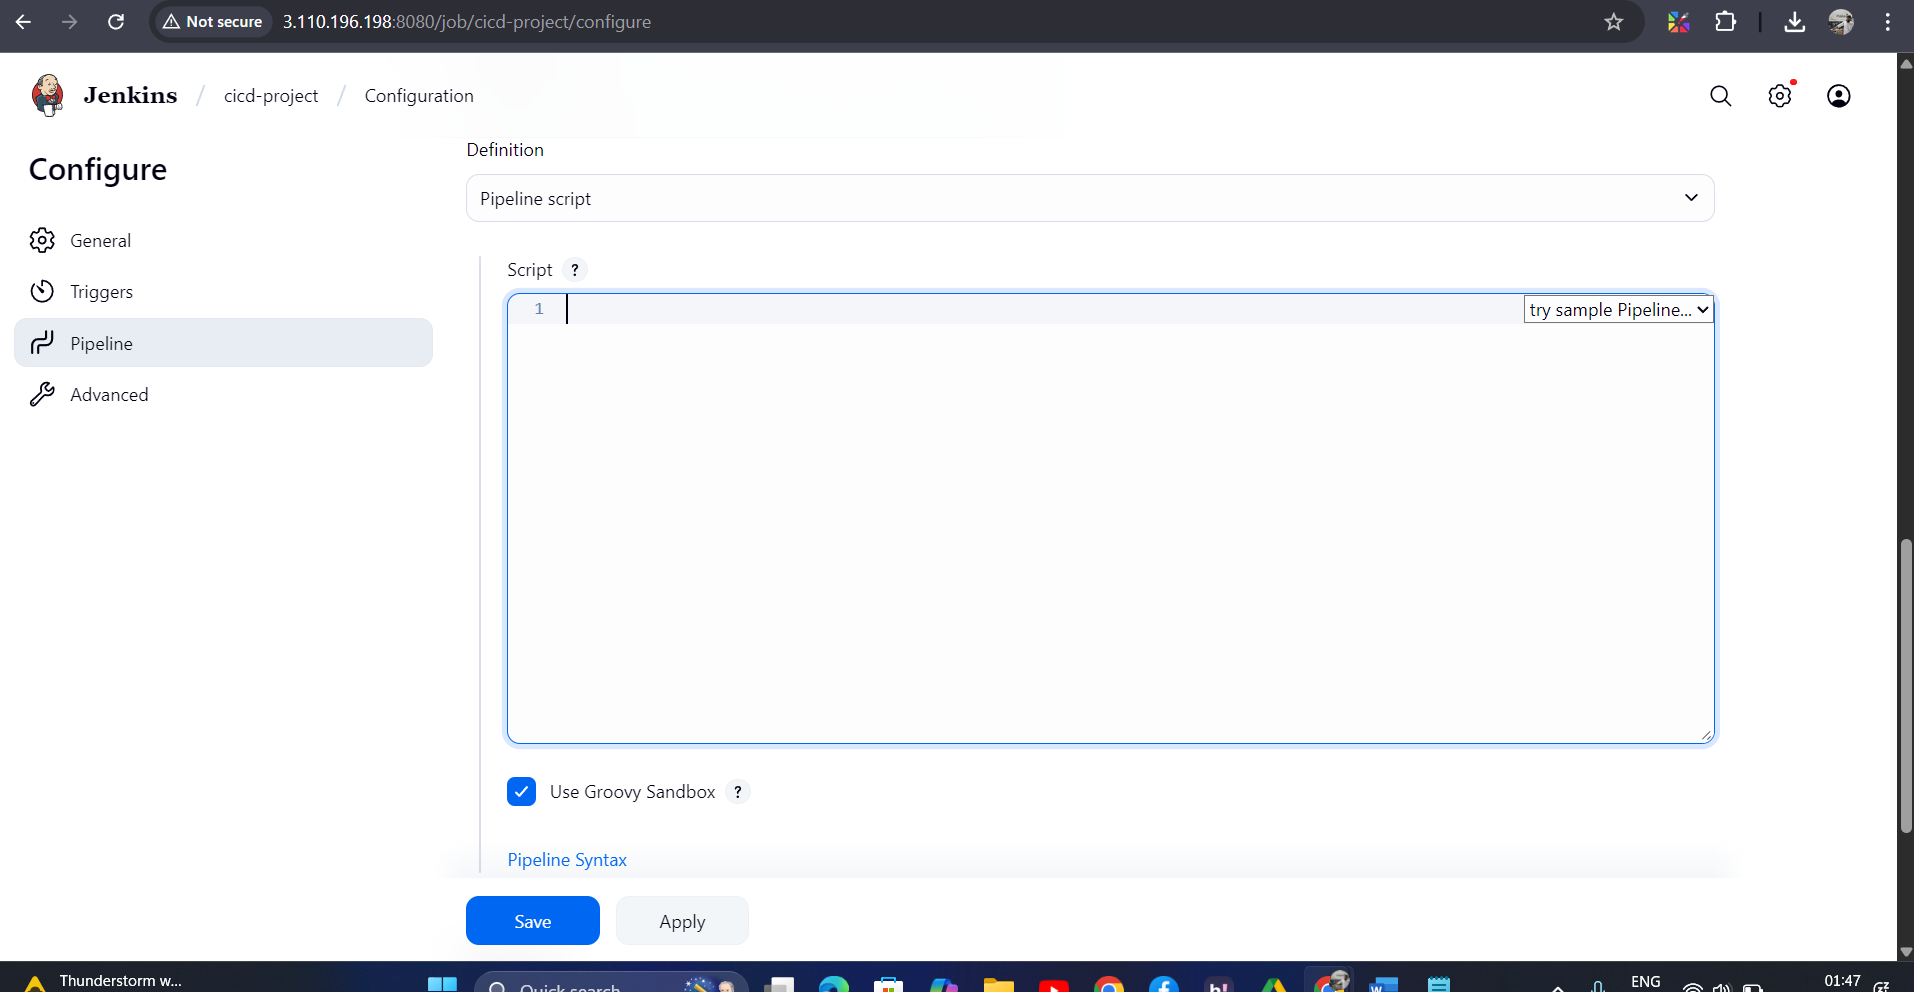 Not secure
3.110.196.198:8080/job/cicd-project/configure
Jenkins / cicd-project / Configuration
Configure
General
Triggers
Pipeline
Advanced
Definition
Pipeline script
Script ?
1
try sample Pipeline...
Use Groovy Sandbox ?
Pipeline Syntax
Save
Apply
Thunderstorm w...
Quick search
h!
W
ENG
01:47